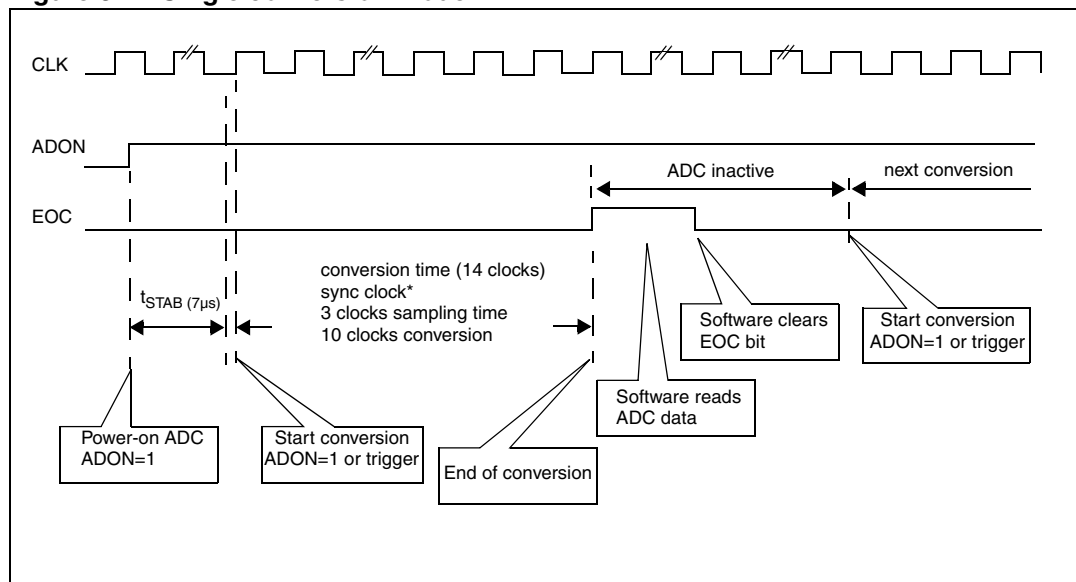 CLK
ADON
ADC inactive
next conversion
EOC
conversion time (14 clocks)
sync clock*
3 clocks sampling time
10 clocks conversion
tSTAB (7µs)
Software clears
EOC bit
Start conversion
ADON=1 or trigger
Software reads
ADC data
Power-on ADC
ADON=1
Start conversion
ADON=1 or trigger
End of conversion